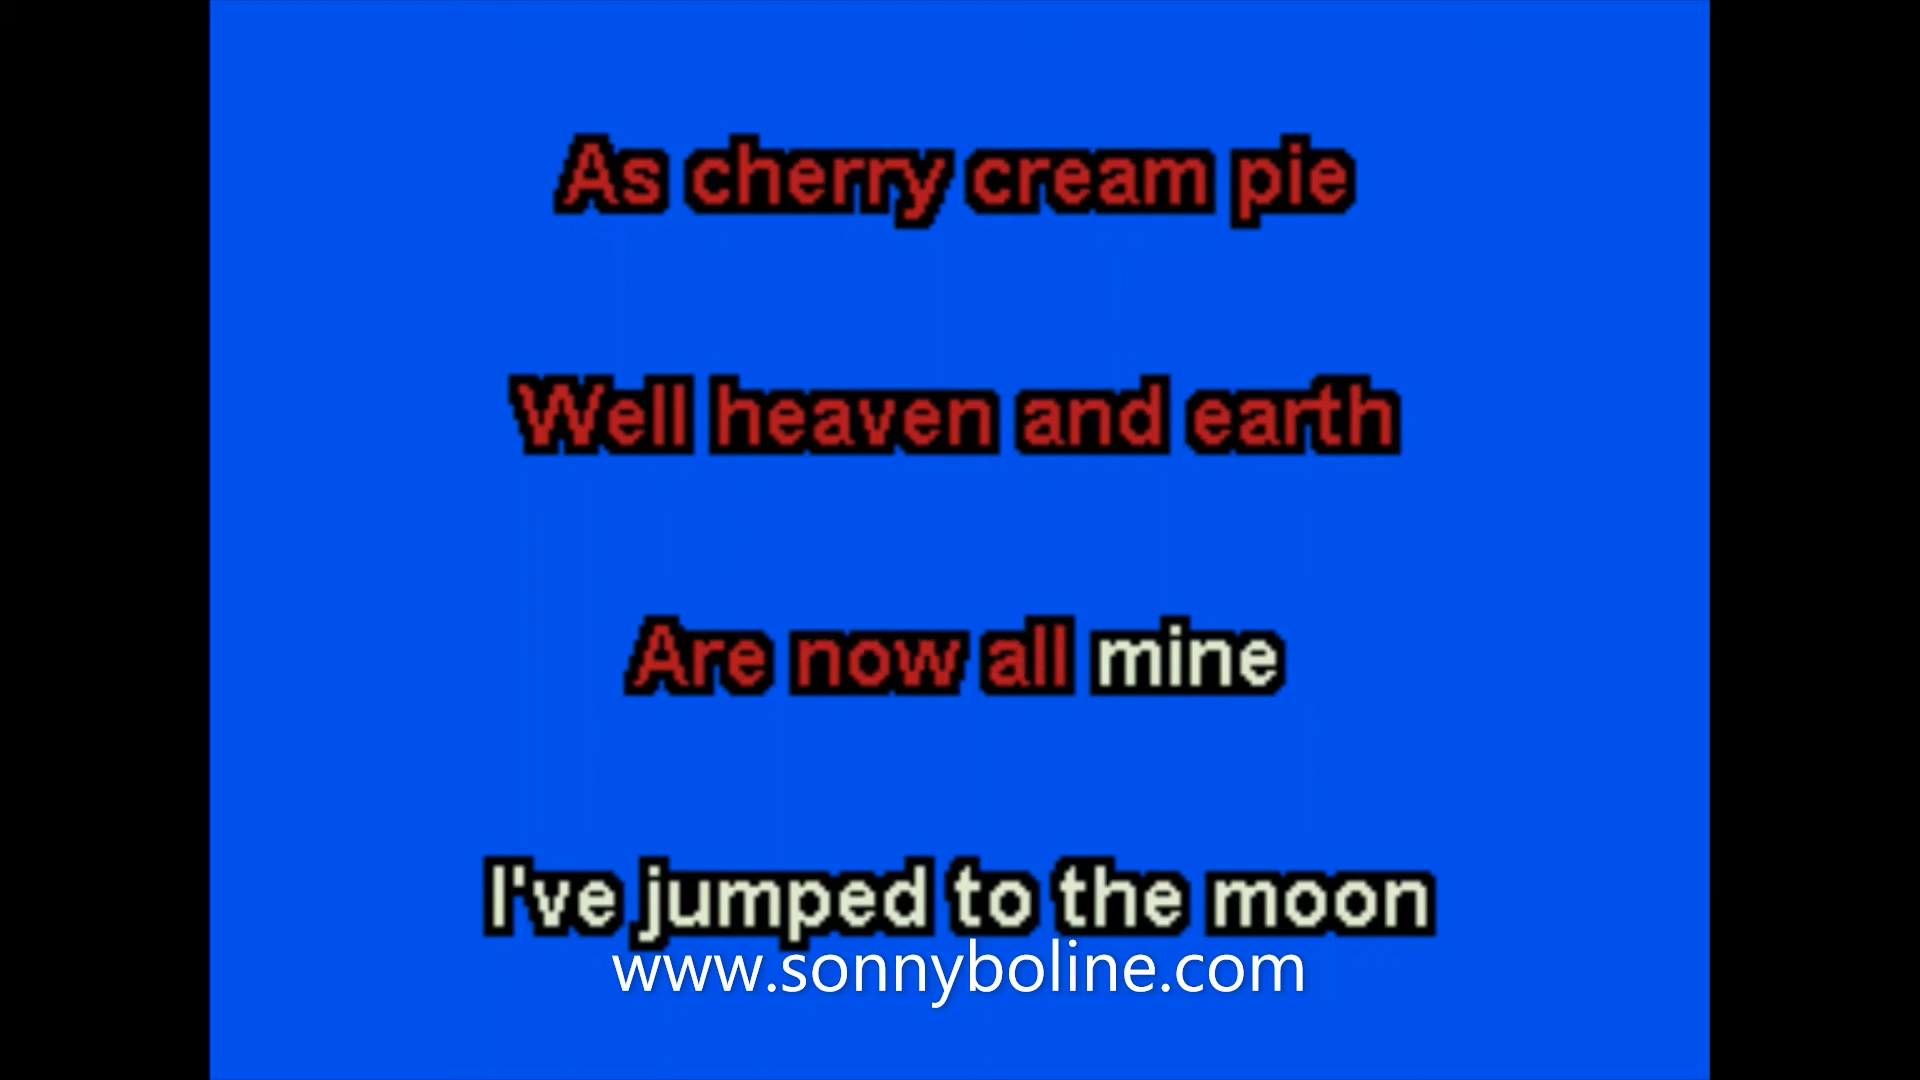 As cherry cream pie
Well heaven and earth
Are now all mine
I've jumped to the moon
www.sonnyboline.com